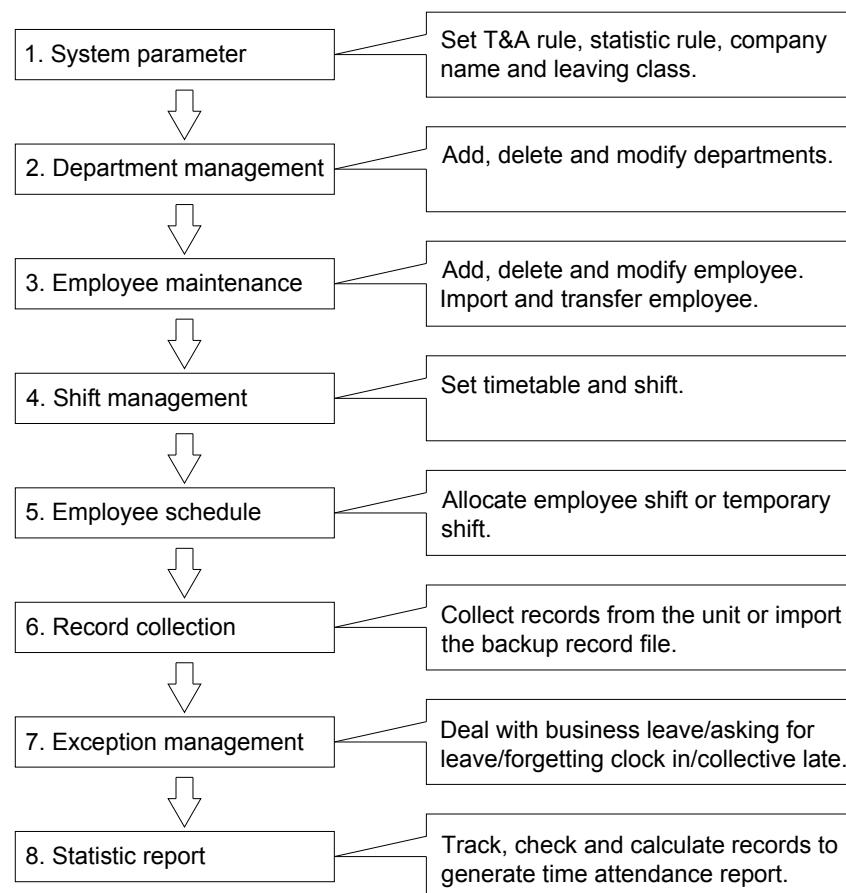 1. System parameter
Set T&A rule, statistic rule, company
name and leaving class.
2. Department management
Add, delete and modify departments.
3. Employee maintenance
Add, delete and modify employee.
Import and transfer employee.
4. Shift management
Set timetable and shift.
5. Employee schedule
Allocate employee shift or temporary
shift.
6. Record collection
Collect records from the unit or import
the backup record file.
7. Exception management
Deal with business leave/asking for
leave/forgetting clock in/collective late.
8. Statistic report
Track, check and calculate records to
generate time attendance report.